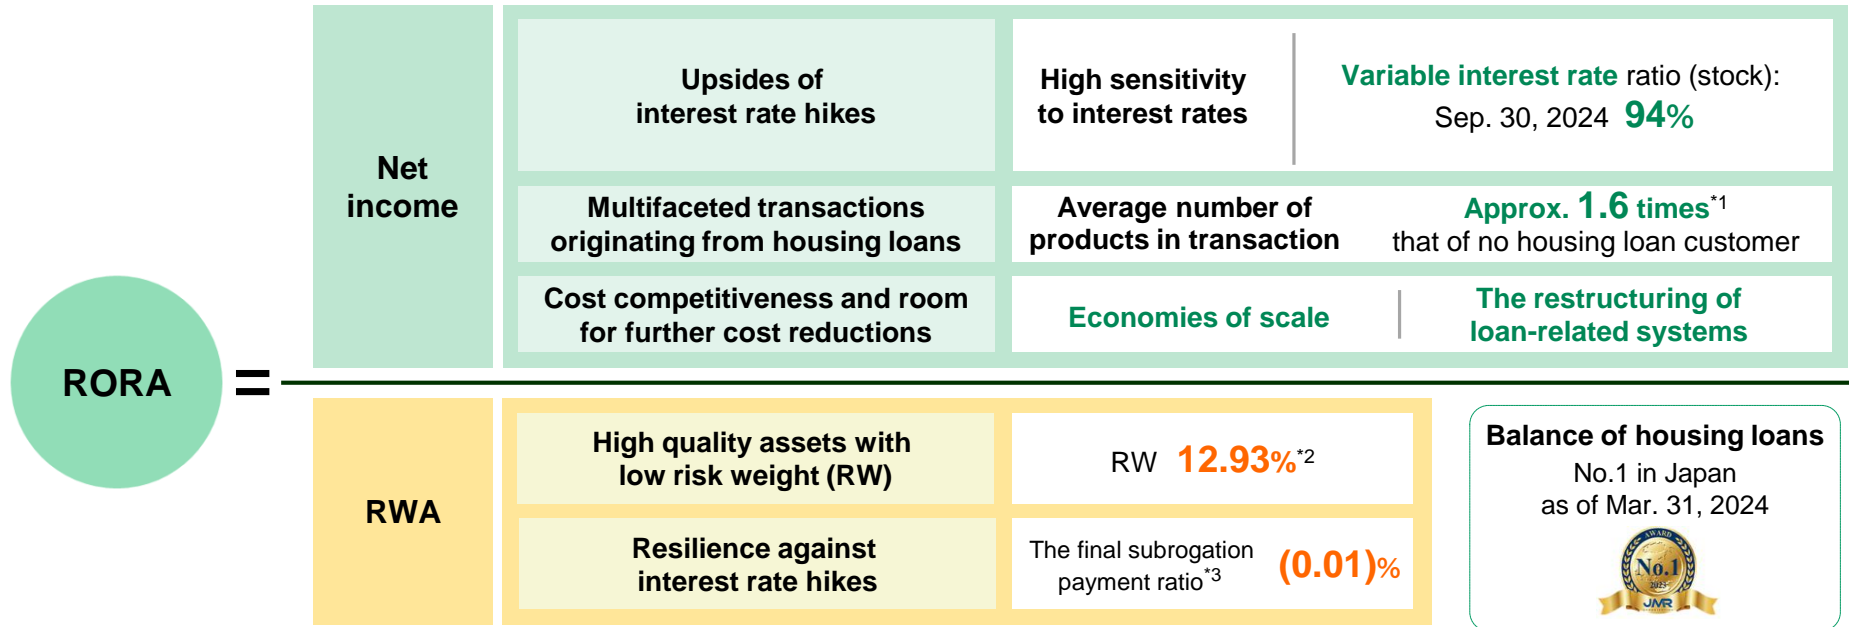 RORA
=
Net
income
Upsides of
interest rate hikes
High sensitivity
to interest rates
Variable interest rate ratio (stock):
Sep. 30, 2024 94%
Multifaceted transactions
originating from housing loans
Average number of
products in transaction
Approx. 1.6 times*1
that of no housing loan customer
Cost competitiveness and room
for further cost reductions
Economies of scale
The restructuring of
loan-related systems
RWA
High quality assets with
low risk weight (RW)
RW 12.93%*2
Resilience against
interest rate hikes
The final subrogation
payment ratio*3
(0.01)%
Balance of housing loans
No.1 in Japan
as of Mar. 31, 2024
AWARD
No.1
JMR